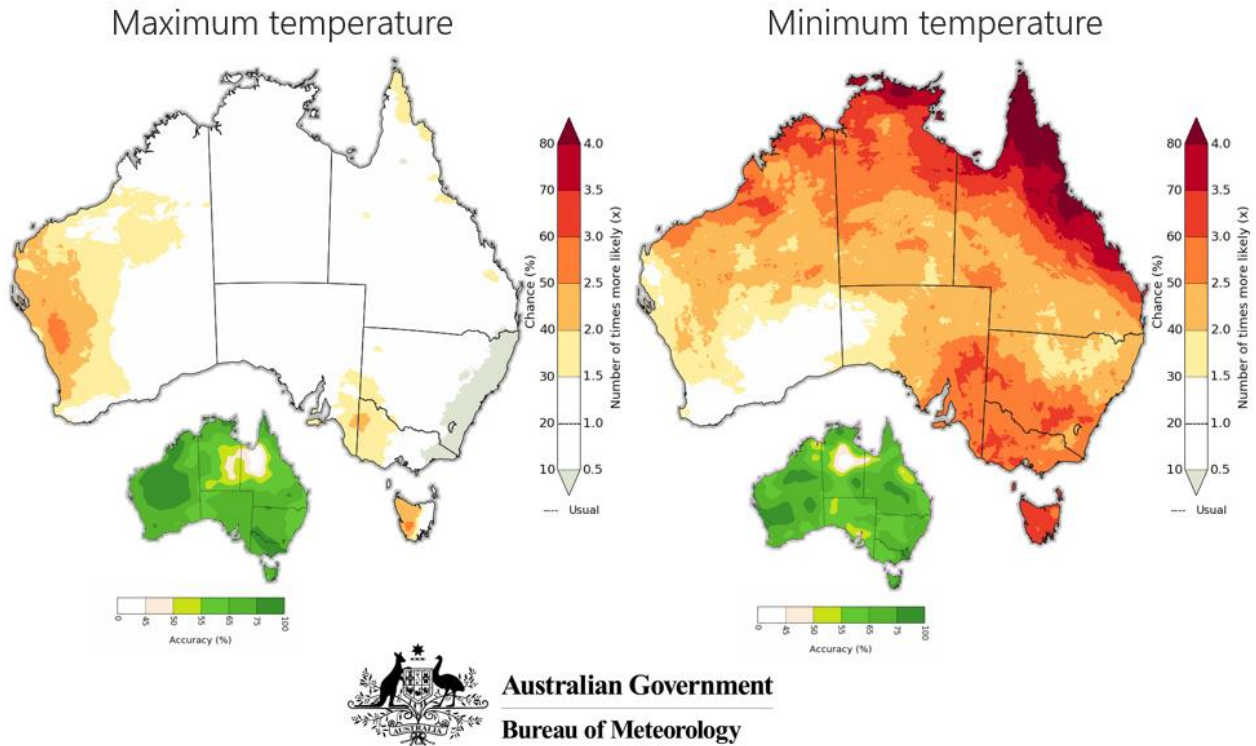 Maximum temperature
Minimum temperature
80
70
60
50
40
30
20
10
4.0
3.5
3.0
2.5
2.0
1.5
1.0
0.5
Chance (%)
Number of times more likely (x)
---- Usual
80
70
60
50
40
30
20
10
4.0
3.5
3.0
2.5
2.0
1.5
1.0
0.5
Chance (%)
Number of times more likely (x)
---- Usual
0 45 50 55 65 75 100
Accuracy (%)
0 45 50 55 65 75 100
Accuracy (%)
AUSTRALIA
Australian Government
Bureau of Meteorology